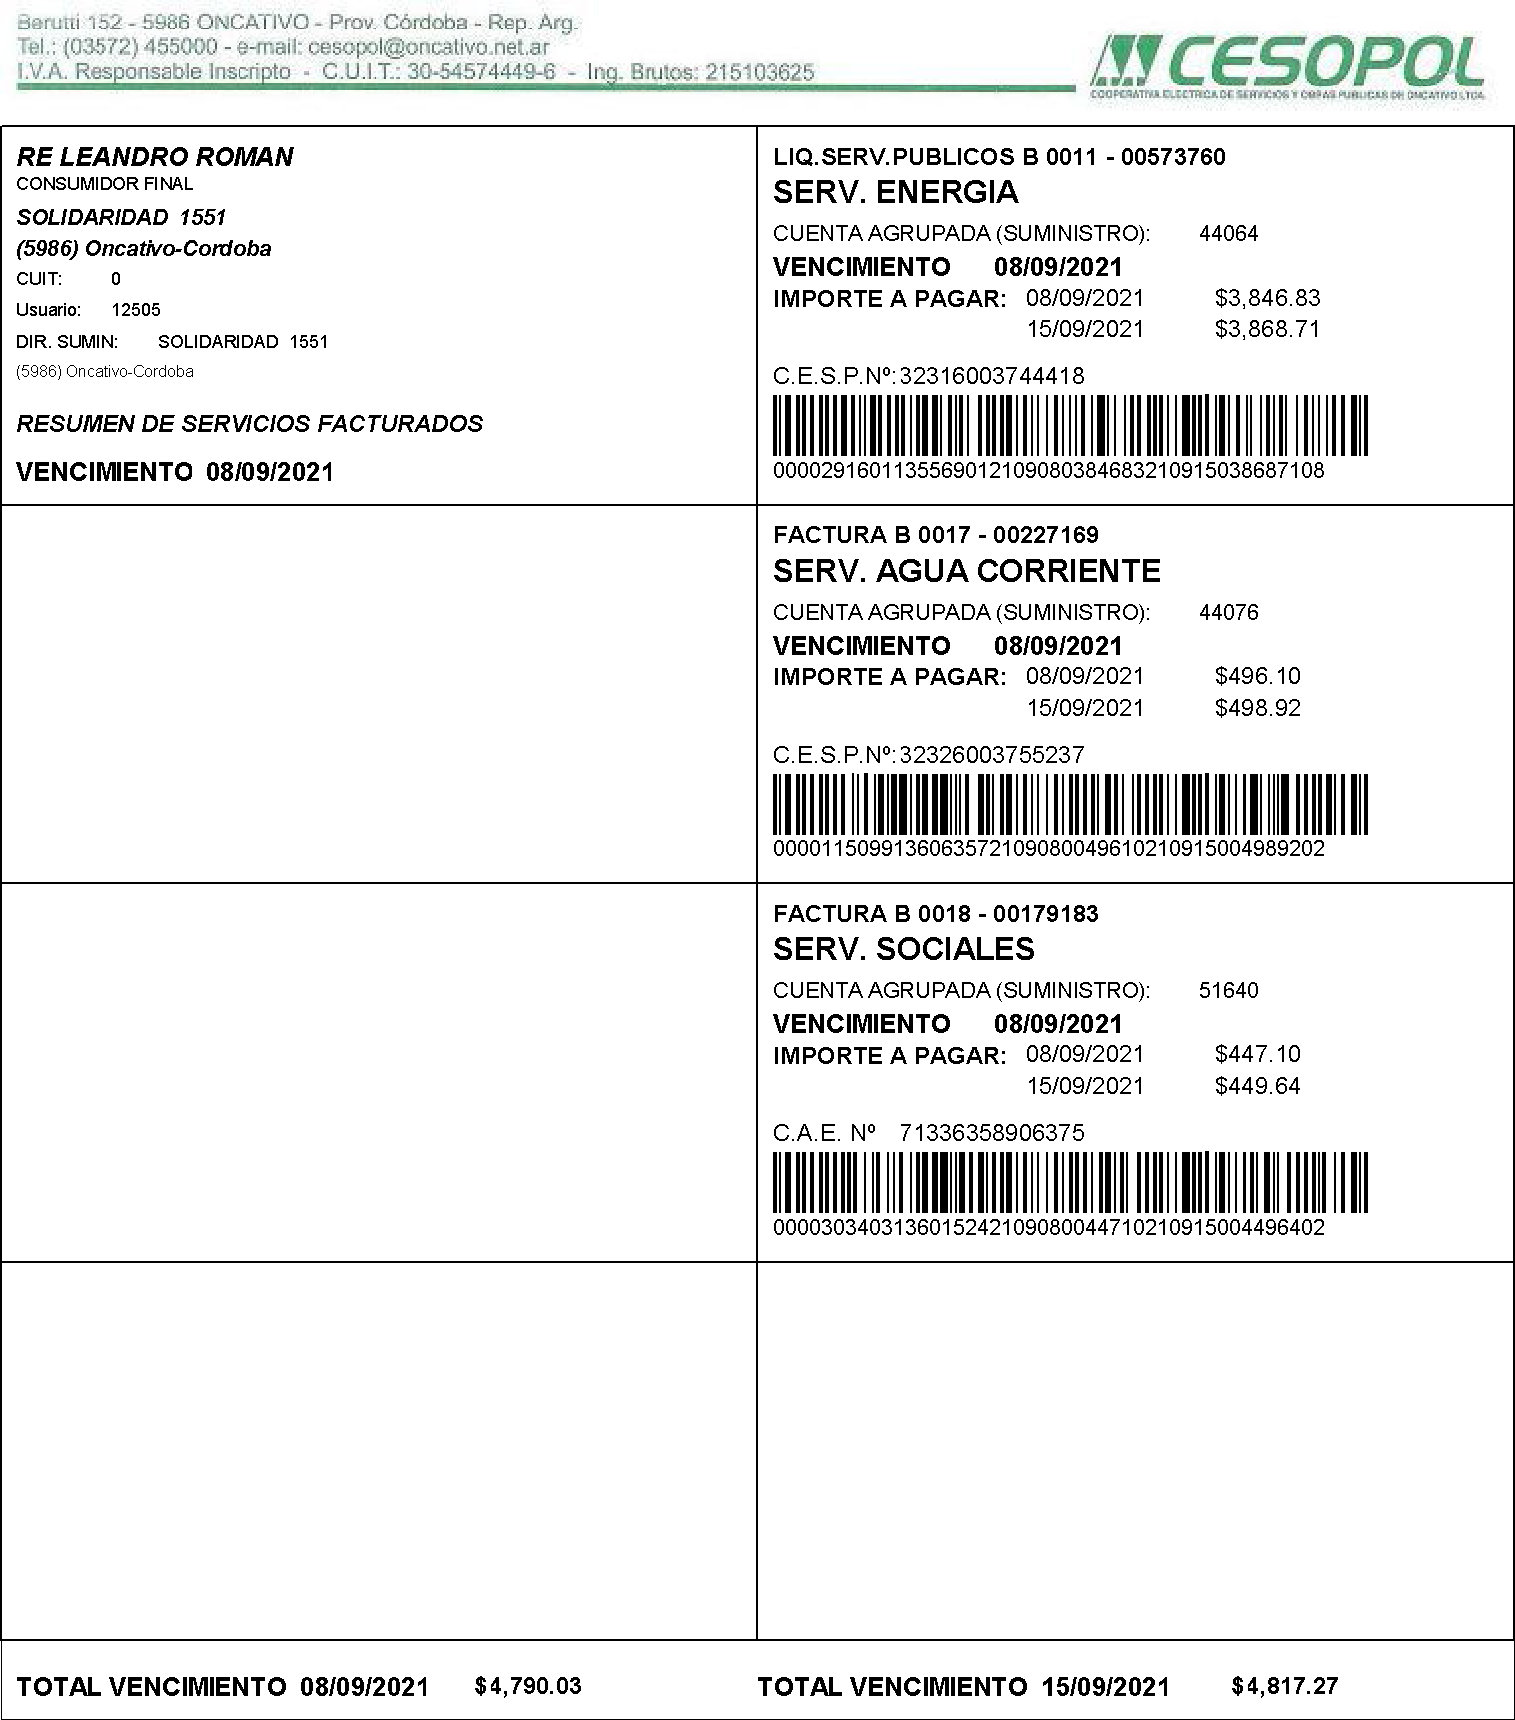 Berutti 152 - 5986 ONCATIVO - Prov. Córdoba - Rep. Arg.
Tel.: (03572) 455000 - e-mail: cesopol@oncativo.net.ar
I.V.A. Responsable Inscripto - C.U.I.T.: 30-54574449-6 - Ing. Brutos: 215103625
CESOPOL
COOPERATIVA ELECTRICA DE SERVICIOS Y OBRAS PUBLICAS DE ONCATIVO LTDA.
RE LEANDRO ROMAN
CONSUMIDOR FINAL
SOLIDARIDAD 1551
(5986) Oncativo-Cordoba
CUIT: 0
Usuario: 12505
DIR. SUMIN: SOLIDARIDAD 1551
(5986) Oncativo-Cordoba
RESUMEN DE SERVICIOS FACTURADOS
VENCIMIENTO 08/09/2021
LIQ.SERV.PUBLICOS B 0011 - 00573760
SERV. ENERGIA
CUENTA AGRUPADA (SUMINISTRO): 44064
VENCIMIENTO 08/09/2021
IMPORTE A PAGAR: 08/09/2021 $3,846.83
15/09/2021 $3,868.71
C.E.S.P.Nº: 32316003744418
0000291601135569012109080384683210915038687108
FACTURA B 0017 - 00227169
SERV. AGUA CORRIENTE
CUENTA AGRUPADA (SUMINISTRO): 44076
VENCIMIENTO 08/09/2021
IMPORTE A PAGAR: 08/09/2021 $496.10
15/09/2021 $498.92
C.E.S.P.Nº: 32326003755237
0000115099136063572109080049610210915004989202
FACTURA B 0018 - 00179183
SERV. SOCIALES
CUENTA AGRUPADA (SUMINISTRO): 51640
VENCIMIENTO 08/09/2021
IMPORTE A PAGAR: 08/09/2021 $447.10
15/09/2021 $449.64
C.A.E. Nº 71336358906375
0000303403136015242109080044710210915004496402
TOTAL VENCIMIENTO 08/09/2021 $4,790.03 TOTAL VENCIMIENTO 15/09/2021 $4,817.27